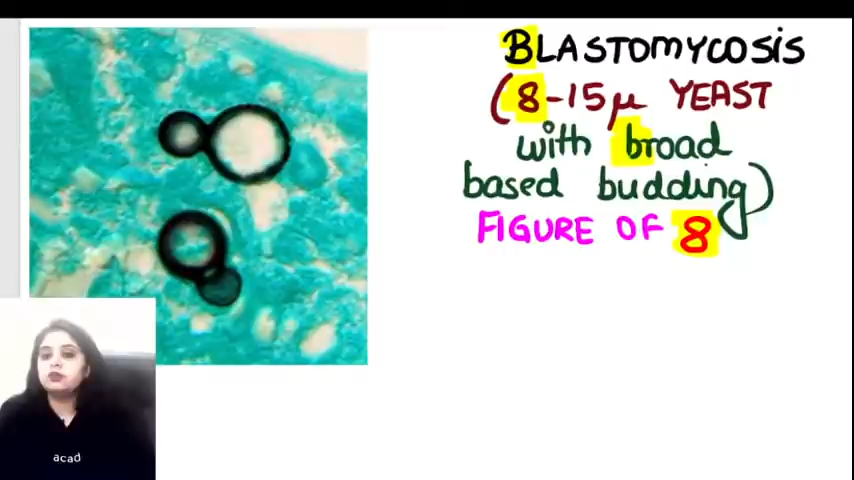 BLASTOMYCOSIS
(8-15µ YEAST
with broad
based budding)
FIGURE OF 8
acad